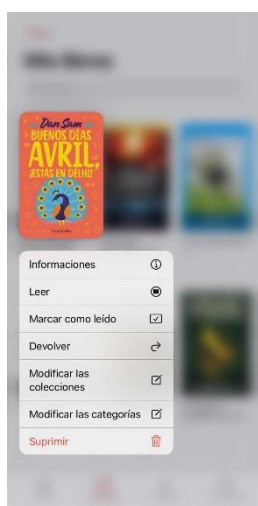 Dan Sam
BUENOS DÍAS
AVRIL,
¡ESTÁS EN DELHI!
Informaciones
Leer
Marcar como leído
Devolver
Modificar las
colecciones
Modificar las categorías
Suprimir